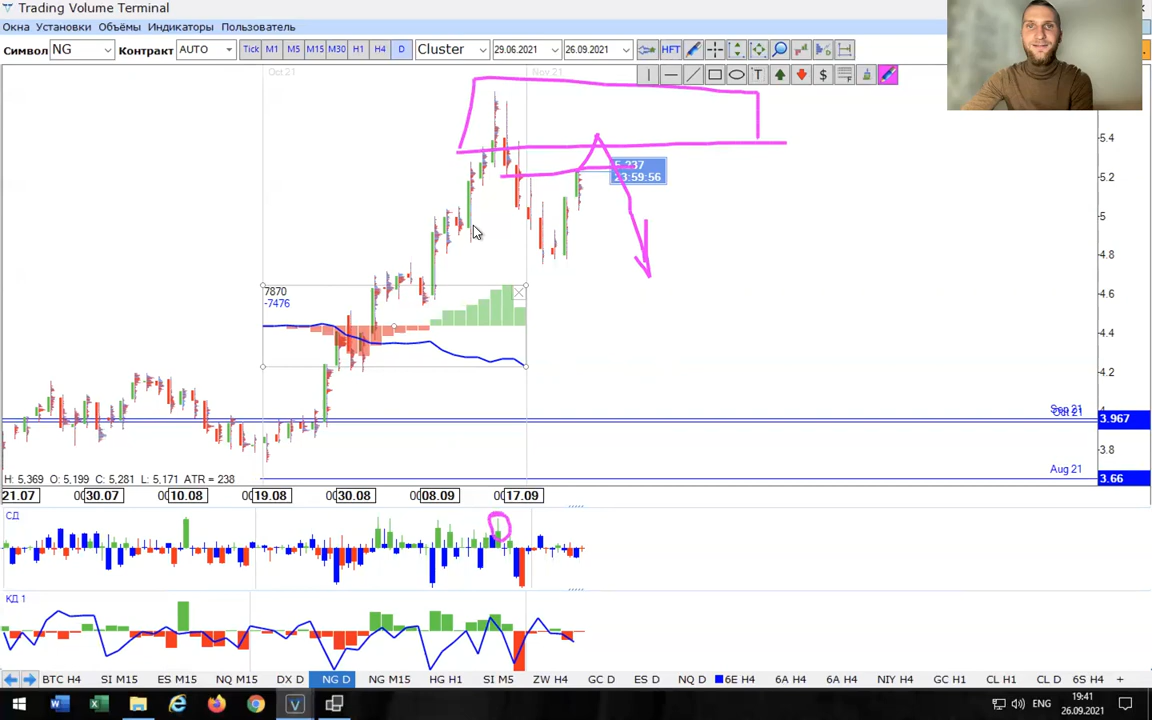 Trading Volume Terminal
Окна Установки Объёмы Индикаторы Пользователь
Символ NG Контракт AUTO Tick M1 M5 M15 M30 H1 H4 D Cluster 29.06.2021 26.09.2021 HFT
T $
Oct 21 Nov 21
5.4
23:59:56
5.2
5
4.8
7870
4.6
-7476
4.4
4.2
Oct 21
3.967
3.8
Aug 21 3.66
H: 5,369 O: 5,199 C: 5,281 L: 5,171 ATR = 238
21.07 30.07 10.08 19.08 30.08 08.09 17.09
СД
КД 1
BTC H4 SI M15 ES M15 NQ M15 DX D NG D NG M15 HG H1 SI M5 ZW H4 GC D ES D NQ D 6E H4 6A H4 6A H4 NIY H4 GC H1 CL H1 CL D 6S H4 +
ENG 19:41
26.09.2021